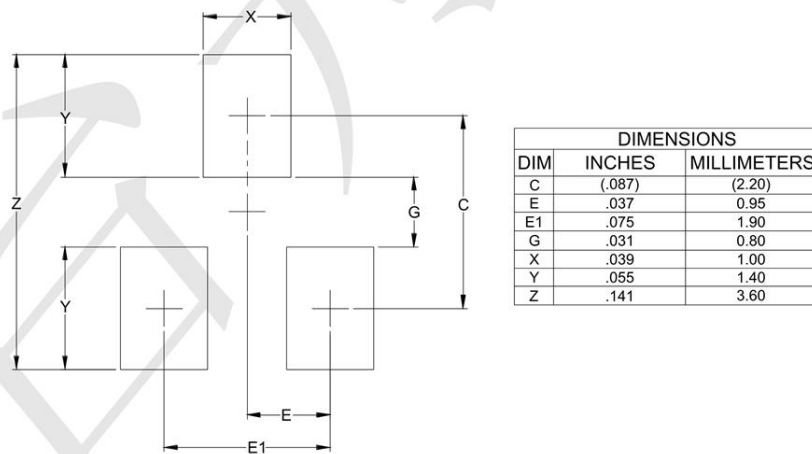 X
Y
Z
G
C
Y
E
E1
DIMENSIONS
DIM INCHES MILLIMETERS
C (.087) (2.20)
E .037 0.95
E1 .075 1.90
G .031 0.80
X .039 1.00
Y .055 1.40
Z .141 3.60